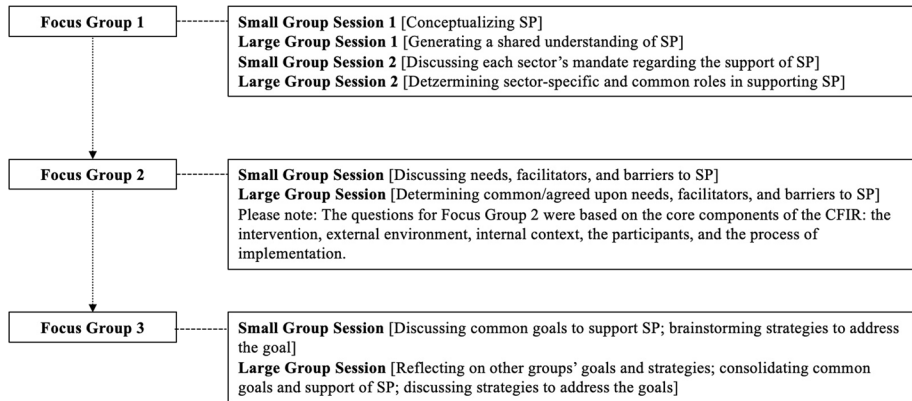 Focus Group 1
Small Group Session 1 [Conceptualizing SP]
Large Group Session 1 [Generating a shared understanding of SP]
Small Group Session 2 [Discussing each sector's mandate regarding the support of SP]
Large Group Session 2 [Detzermining sector-specific and common roles in supporting SP]
Focus Group 2
Small Group Session [Discussing needs, facilitators, and barriers to SP]
Large Group Session [Determining common/agreed upon needs, facilitators, and barriers to SP]
Please note: The questions for Focus Group 2 were based on the core components of the CFIR: the
intervention, external environment, internal context, the participants, and the process of
implementation.
Focus Group 3
Small Group Session [Discussing common goals to support SP; brainstorming strategies to address
the goal]
Large Group Session [Reflecting on other groups' goals and strategies; consolidating common
goals and support of SP; discussing strategies to address the goals]